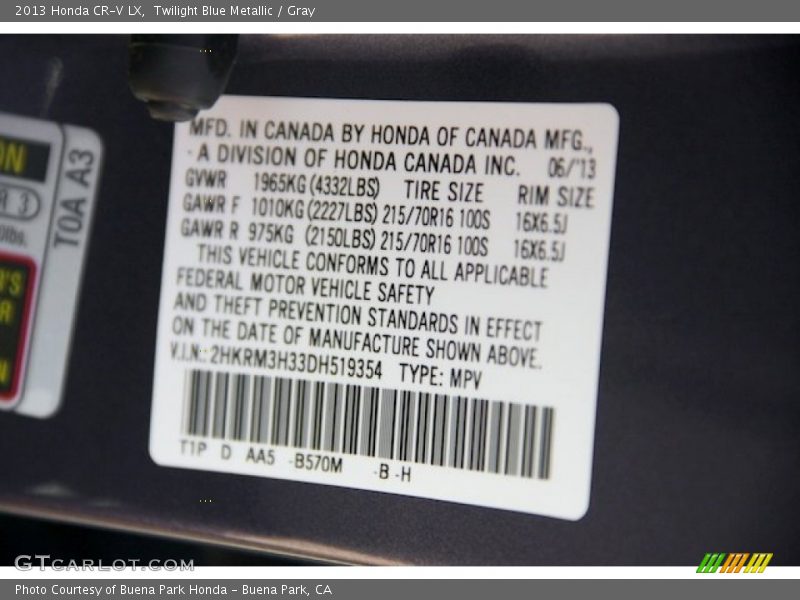 2013 Honda CR-V LX,  Twilight Blue Metallic / Gray
MFD. IN CANADA BY HONDA OF CANADA MFG.,
- A DIVISION OF HONDA CANADA INC. 06/'13
GVWR 1965KG (4332LBS) TIRE SIZE RIM SIZE
GAWR F 1010KG (2227LBS) 215/70R16 100S 16X6.5J
GAWR R 975KG (2150LBS) 215/70R16 100S 16X6.5J
THIS VEHICLE CONFORMS TO ALL APPLICABLE
FEDERAL MOTOR VEHICLE SAFETY
AND THEFT PREVENTION STANDARDS IN EFFECT
ON THE DATE OF MANUFACTURE SHOWN ABOVE.
V.I.N.: 2HKRM3H33DH519354 TYPE: MPV
T1P D AA5 -B570M -B -H
T0A A3
GTCARLOT.COM
Photo Courtesy of Buena Park Honda - Buena Park, CA